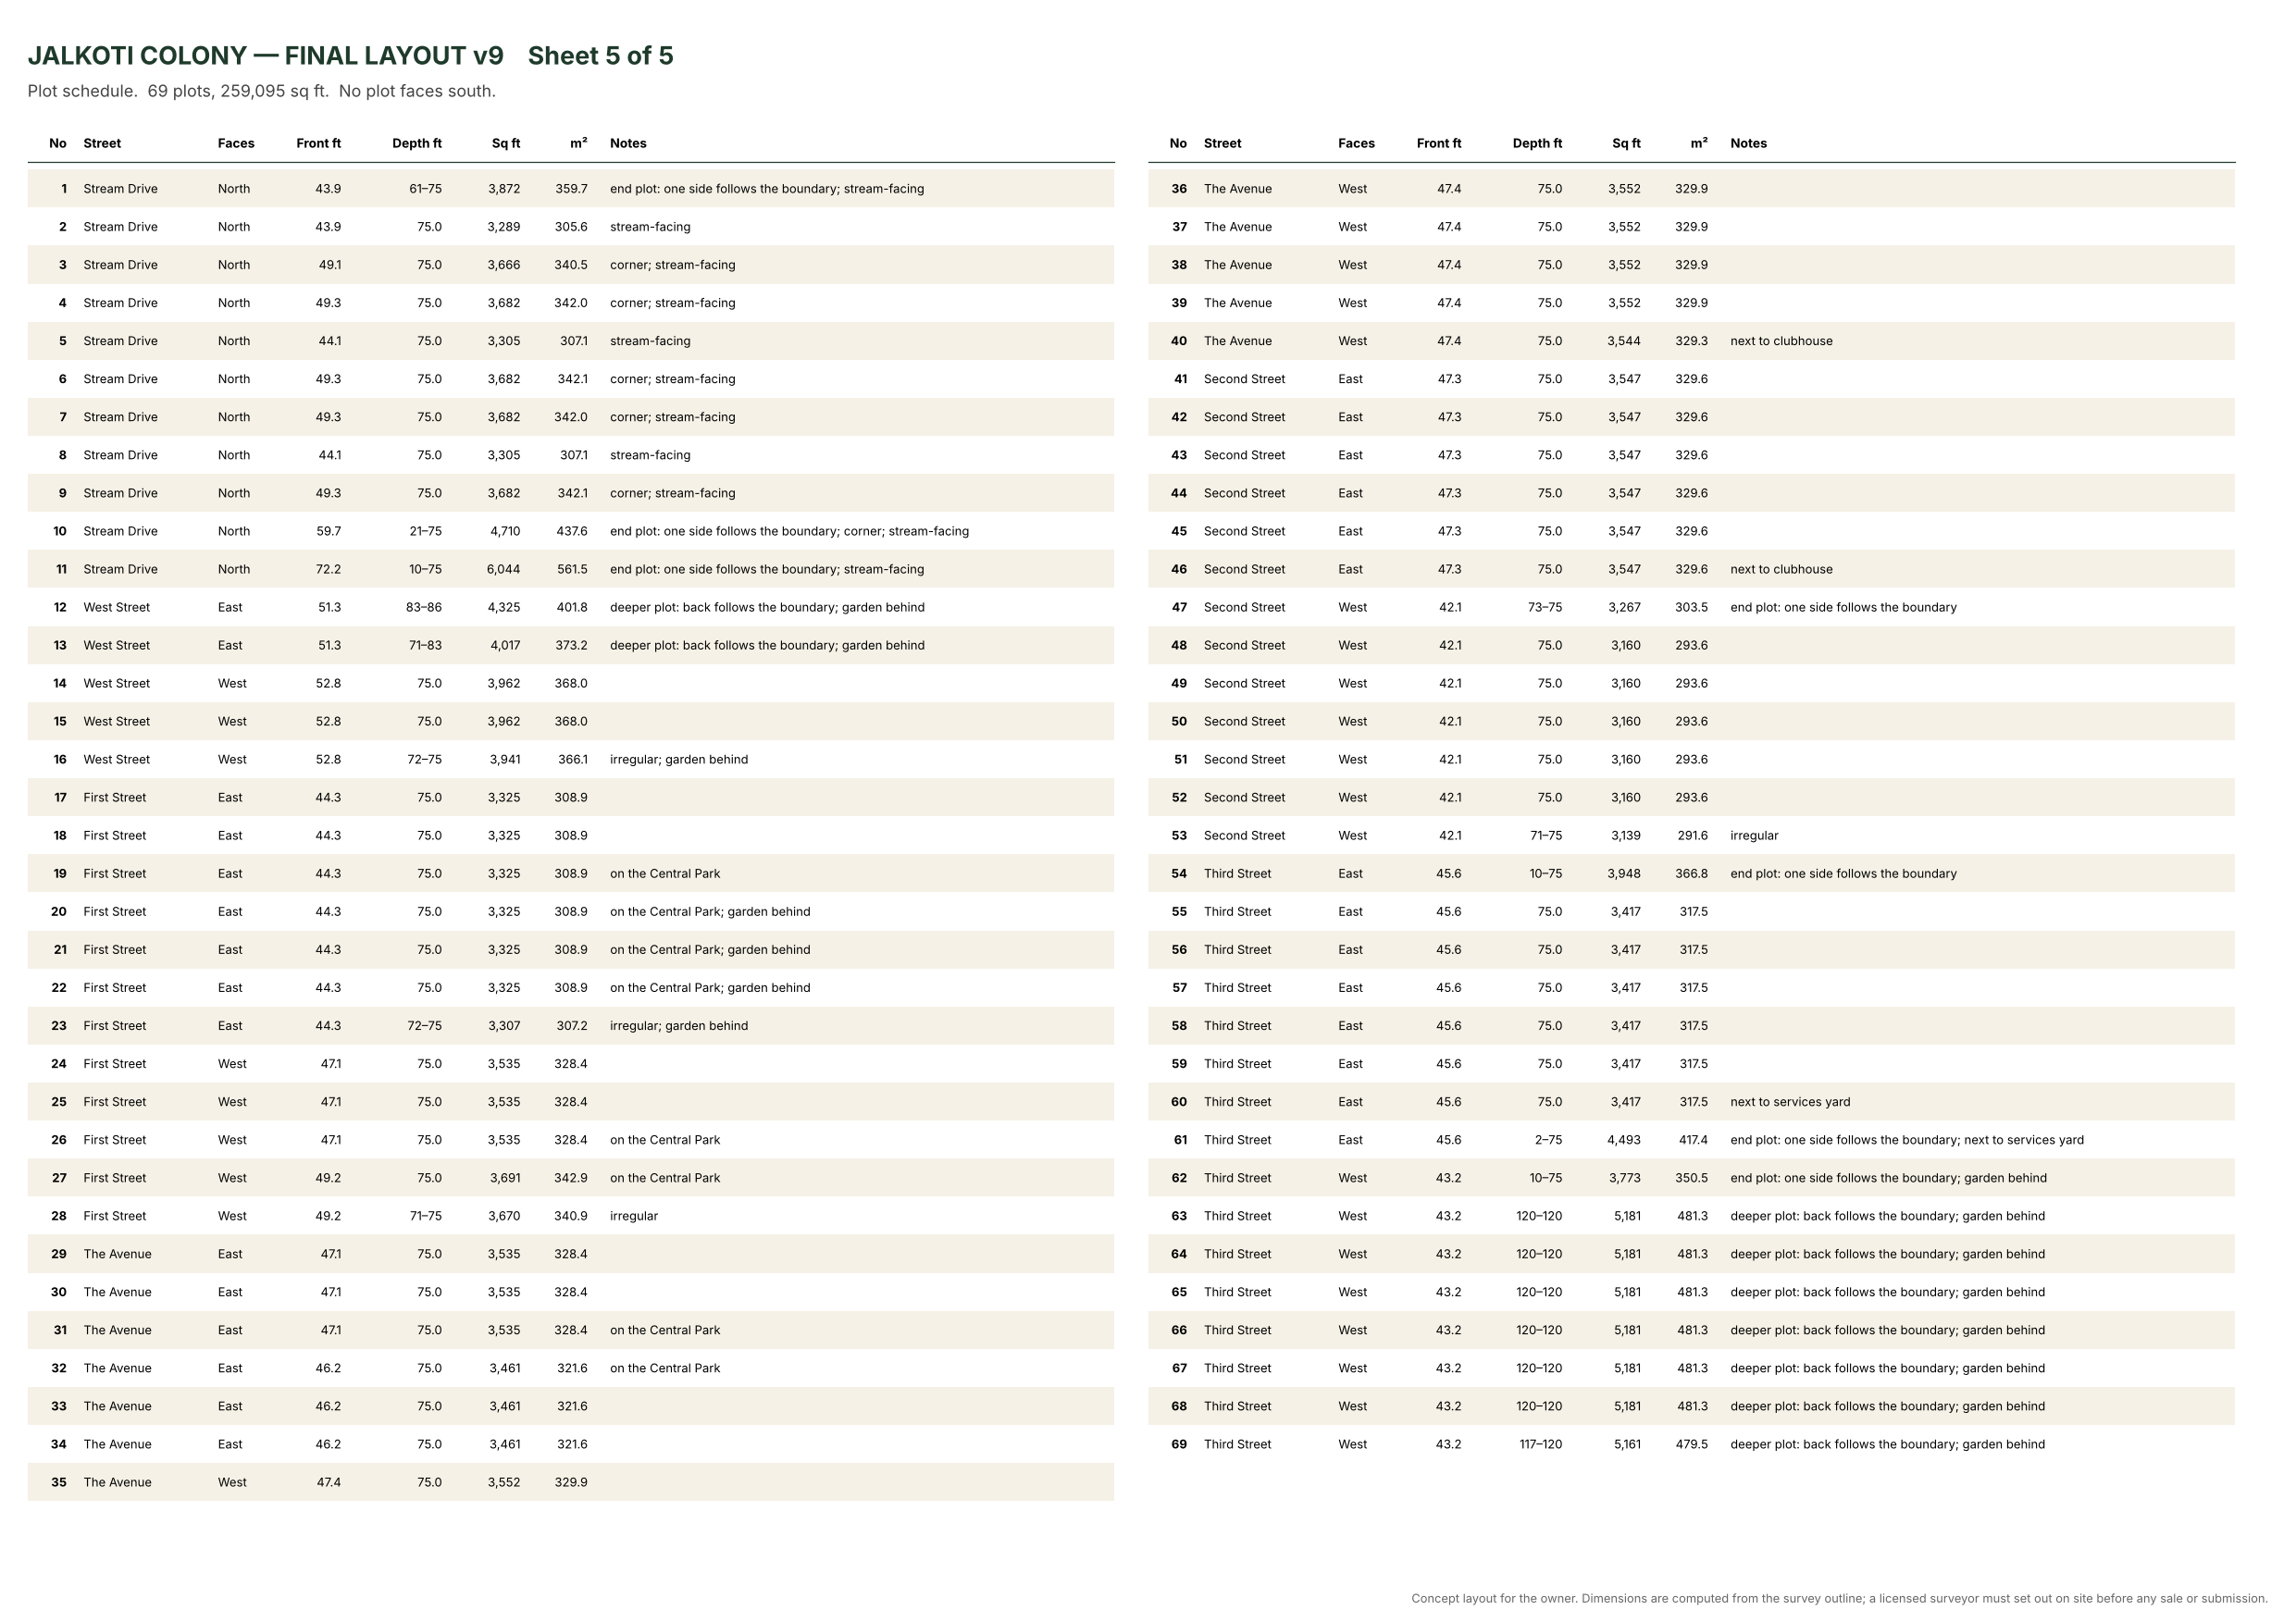 JALKOTI COLONY — FINAL LAYOUT v9 Sheet 5 of 5
Plot schedule. 69 plots, 259,095 sq ft. No plot faces south.
No Street Faces Front ft Depth ft Sq ft m² Notes
1 Stream Drive North 43.9 61–75 3,872 359.7 end plot: one side follows the boundary; stream-facing
2 Stream Drive North 43.9 75.0 3,289 305.6 stream-facing
3 Stream Drive North 49.1 75.0 3,666 340.5 corner; stream-facing
4 Stream Drive North 49.3 75.0 3,682 342.0 corner; stream-facing
5 Stream Drive North 44.1 75.0 3,305 307.1 stream-facing
6 Stream Drive North 49.3 75.0 3,682 342.1 corner; stream-facing
7 Stream Drive North 49.3 75.0 3,682 342.0 corner; stream-facing
8 Stream Drive North 44.1 75.0 3,305 307.1 stream-facing
9 Stream Drive North 49.3 75.0 3,682 342.1 corner; stream-facing
10 Stream Drive North 59.7 21–75 4,710 437.6 end plot: one side follows the boundary; corner; stream-facing
11 Stream Drive North 72.2 10–75 6,044 561.5 end plot: one side follows the boundary; stream-facing
12 West Street East 51.3 83–86 4,325 401.8 deeper plot: back follows the boundary; garden behind
13 West Street East 51.3 71–83 4,017 373.2 deeper plot: back follows the boundary; garden behind
14 West Street West 52.8 75.0 3,962 368.0
15 West Street West 52.8 75.0 3,962 368.0
16 West Street West 52.8 72–75 3,941 366.1 irregular; garden behind
17 First Street East 44.3 75.0 3,325 308.9
18 First Street East 44.3 75.0 3,325 308.9
19 First Street East 44.3 75.0 3,325 308.9 on the Central Park
20 First Street East 44.3 75.0 3,325 308.9 on the Central Park; garden behind
21 First Street East 44.3 75.0 3,325 308.9 on the Central Park; garden behind
22 First Street East 44.3 75.0 3,325 308.9 on the Central Park; garden behind
23 First Street East 44.3 72–75 3,307 307.2 irregular; garden behind
24 First Street West 47.1 75.0 3,535 328.4
25 First Street West 47.1 75.0 3,535 328.4
26 First Street West 47.1 75.0 3,535 328.4 on the Central Park
27 First Street West 49.2 75.0 3,691 342.9 on the Central Park
28 First Street West 49.2 71–75 3,670 340.9 irregular
29 The Avenue East 47.1 75.0 3,535 328.4
30 The Avenue East 47.1 75.0 3,535 328.4
31 The Avenue East 47.1 75.0 3,535 328.4 on the Central Park
32 The Avenue East 46.2 75.0 3,461 321.6 on the Central Park
33 The Avenue East 46.2 75.0 3,461 321.6
34 The Avenue East 46.2 75.0 3,461 321.6
35 The Avenue West 47.4 75.0 3,552 329.9
No Street Faces Front ft Depth ft Sq ft m² Notes
36 The Avenue West 47.4 75.0 3,552 329.9
37 The Avenue West 47.4 75.0 3,552 329.9
38 The Avenue West 47.4 75.0 3,552 329.9
39 The Avenue West 47.4 75.0 3,552 329.9
40 The Avenue West 47.4 75.0 3,544 329.3 next to clubhouse
41 Second Street East 47.3 75.0 3,547 329.6
42 Second Street East 47.3 75.0 3,547 329.6
43 Second Street East 47.3 75.0 3,547 329.6
44 Second Street East 47.3 75.0 3,547 329.6
45 Second Street East 47.3 75.0 3,547 329.6
46 Second Street East 47.3 75.0 3,547 329.6 next to clubhouse
47 Second Street West 42.1 73–75 3,267 303.5 end plot: one side follows the boundary
48 Second Street West 42.1 75.0 3,160 293.6
49 Second Street West 42.1 75.0 3,160 293.6
50 Second Street West 42.1 75.0 3,160 293.6
51 Second Street West 42.1 75.0 3,160 293.6
52 Second Street West 42.1 75.0 3,160 293.6
53 Second Street West 42.1 71–75 3,139 291.6 irregular
54 Third Street East 45.6 10–75 3,948 366.8 end plot: one side follows the boundary
55 Third Street East 45.6 75.0 3,417 317.5
56 Third Street East 45.6 75.0 3,417 317.5
57 Third Street East 45.6 75.0 3,417 317.5
58 Third Street East 45.6 75.0 3,417 317.5
59 Third Street East 45.6 75.0 3,417 317.5
60 Third Street East 45.6 75.0 3,417 317.5 next to services yard
61 Third Street East 45.6 2–75 4,493 417.4 end plot: one side follows the boundary; next to services yard
62 Third Street West 43.2 10–75 3,773 350.5 end plot: one side follows the boundary; garden behind
63 Third Street West 43.2 120–120 5,181 481.3 deeper plot: back follows the boundary; garden behind
64 Third Street West 43.2 120–120 5,181 481.3 deeper plot: back follows the boundary; garden behind
65 Third Street West 43.2 120–120 5,181 481.3 deeper plot: back follows the boundary; garden behind
66 Third Street West 43.2 120–120 5,181 481.3 deeper plot: back follows the boundary; garden behind
67 Third Street West 43.2 120–120 5,181 481.3 deeper plot: back follows the boundary; garden behind
68 Third Street West 43.2 120–120 5,181 481.3 deeper plot: back follows the boundary; garden behind
69 Third Street West 43.2 117–120 5,161 479.5 deeper plot: back follows the boundary; garden behind
Concept layout for the owner. Dimensions are computed from the survey outline; a licensed surveyor must set out on site before any sale or submission.